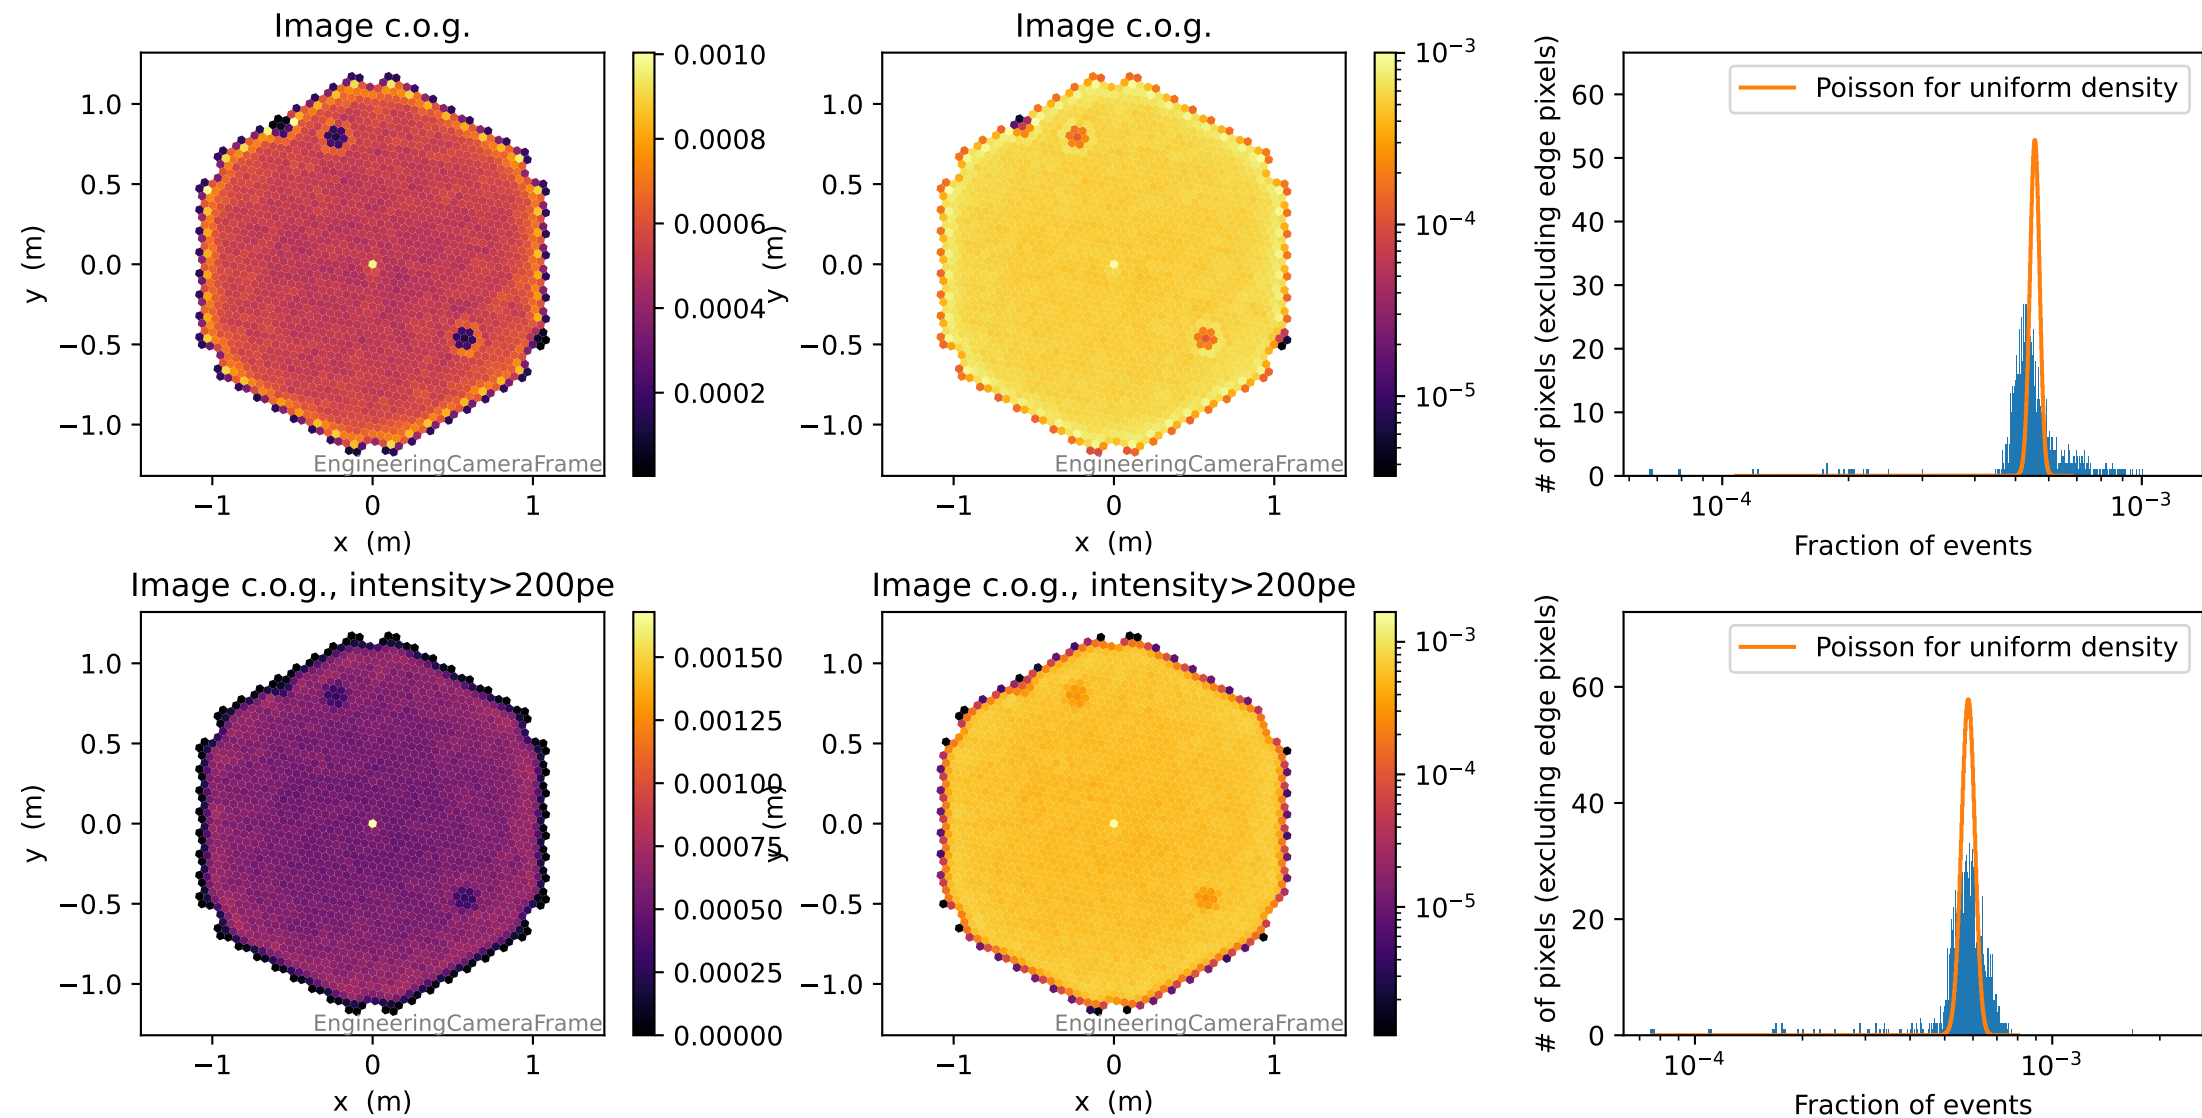 Image c.o.g.
1.0
0.5
0.0
−0.5
−1.0
y (m)
−1
0
1
x (m)
EngineeringCameraFrame
0.0010
0.0008
0.0006
0.0004
0.0002
Image c.o.g.
1.0
0.5
0.0
−0.5
−1.0
y (m)
−1
0
1
x (m)
EngineeringCameraFrame
10⁻³
10⁻⁴
10⁻⁵
Poisson for uniform density
60
50
40
30
20
10
0
# of pixels (excluding edge pixels)
10⁻⁴
10⁻³
Fraction of events
Image c.o.g., intensity>200pe
1.0
0.5
0.0
−0.5
−1.0
y (m)
−1
0
1
x (m)
EngineeringCameraFrame
0.00150
0.00125
0.00100
0.00075
0.00050
0.00025
0.00000
Image c.o.g., intensity>200pe
1.0
0.5
0.0
−0.5
−1.0
y (m)
−1
0
1
x (m)
EngineeringCameraFrame
10⁻³
10⁻⁴
10⁻⁵
Poisson for uniform density
60
40
20
0
# of pixels (excluding edge pixels)
10⁻⁴
10⁻³
Fraction of events